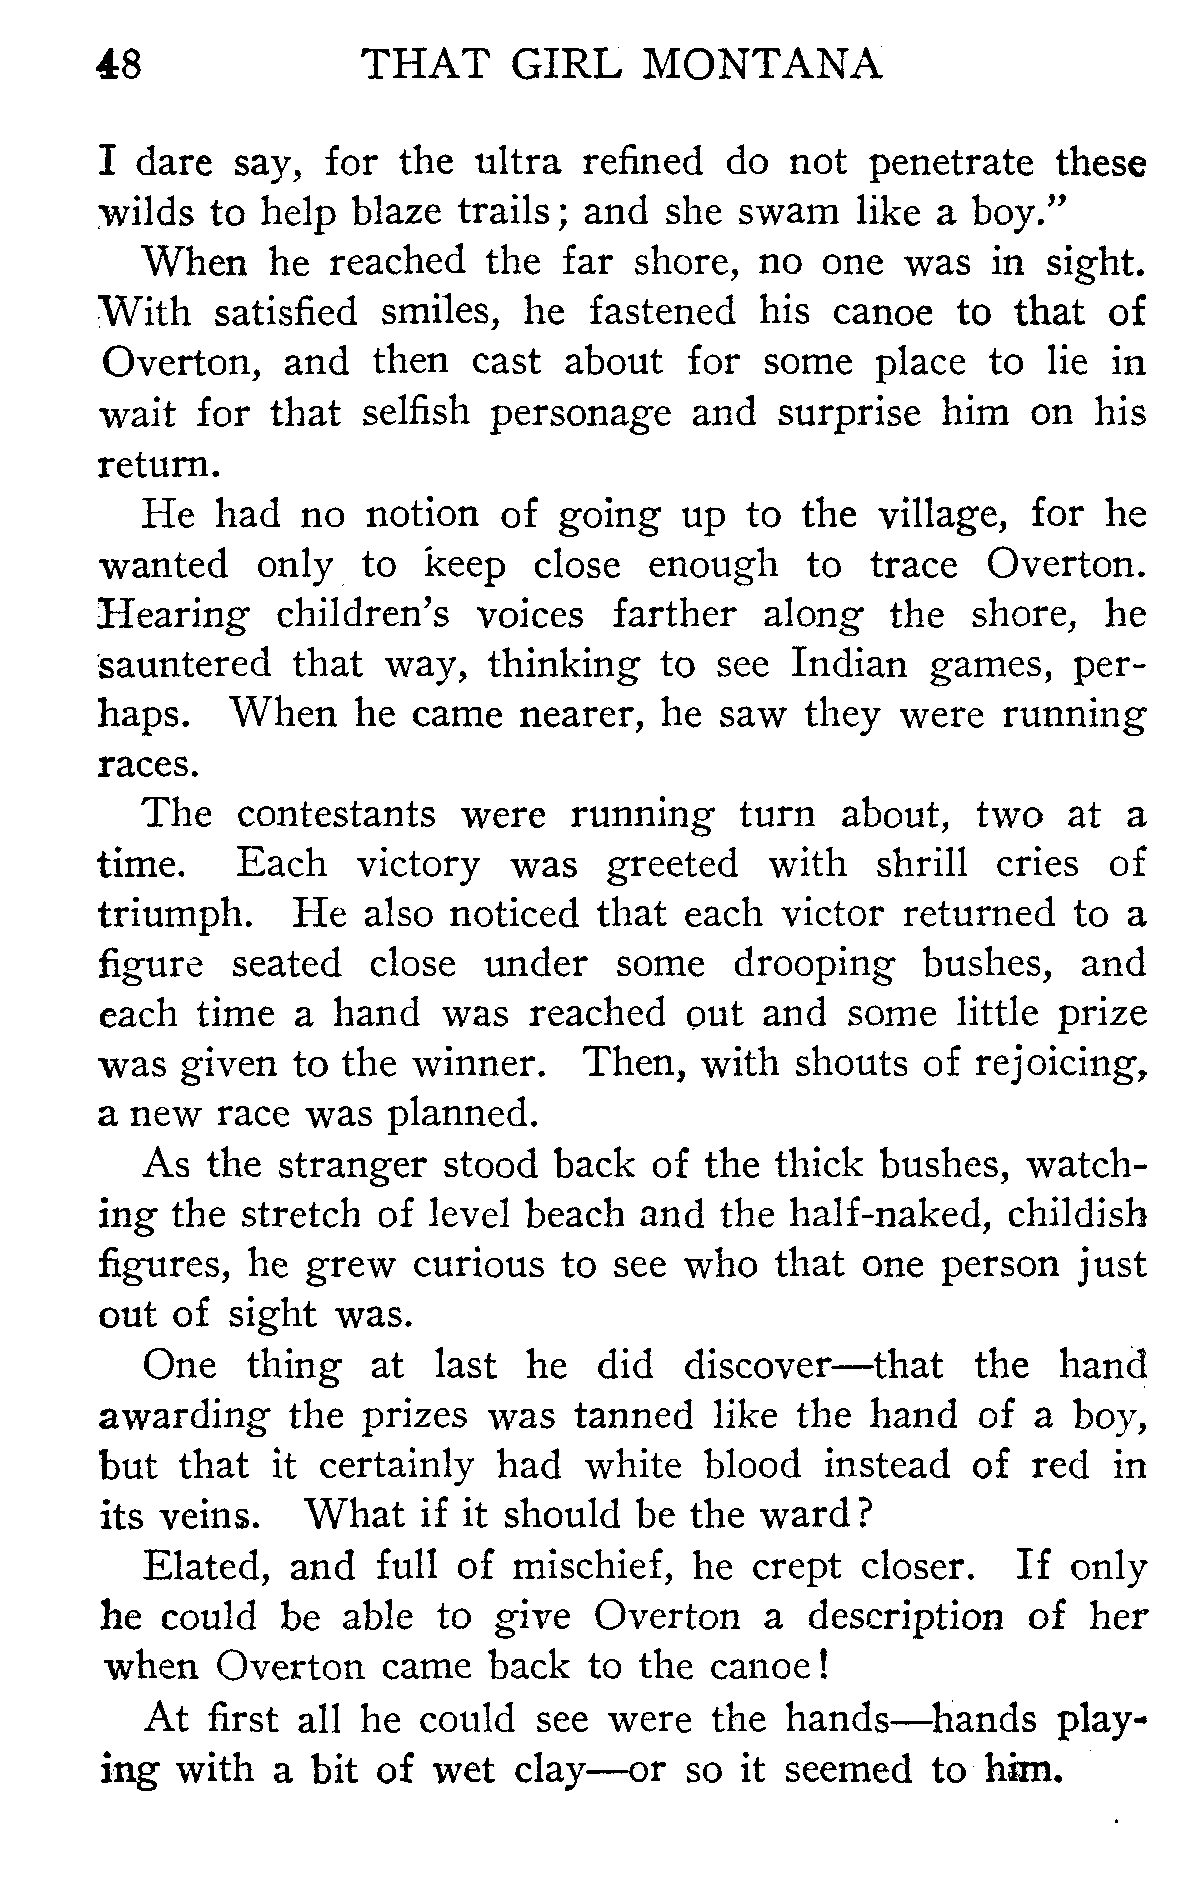 48 THAT GIRL MONTANA
I dare say, for the ultra refined do not penetrate these
wilds to help blaze trails; and she swam like a boy."
When he reached the far shore, no one was in sight.
With satisfied smiles, he fastened his canoe to that of
Overton, and then cast about for some place to lie in
wait for that selfish personage and surprise him on his
return.
He had no notion of going up to the village, for he
wanted only to keep close enough to trace Overton.
Hearing children's voices farther along the shore, he
sauntered that way, thinking to see Indian games, per-
haps. When he came nearer, he saw they were running
races.
The contestants were running turn about, two at a
time. Each victory was greeted with shrill cries of
triumph. He also noticed that each victor returned to a
figure seated close under some drooping bushes, and
each time a hand was reached out and some little prize
was given to the winner. Then, with shouts of rejoicing,
a new race was planned.
As the stranger stood back of the thick bushes, watch-
ing the stretch of level beach and the half-naked, childish
figures, he grew curious to see who that one person just
out of sight was.
One thing at last he did discover—that the hand
awarding the prizes was tanned like the hand of a boy,
but that it certainly had white blood instead of red in
its veins. What if it should be the ward?
Elated, and full of mischief, he crept closer. If only
he could be able to give Overton a description of her
when Overton came back to the canoe!
At first all he could see were the hands—hands play-
ing with a bit of wet clay—or so it seemed to him.